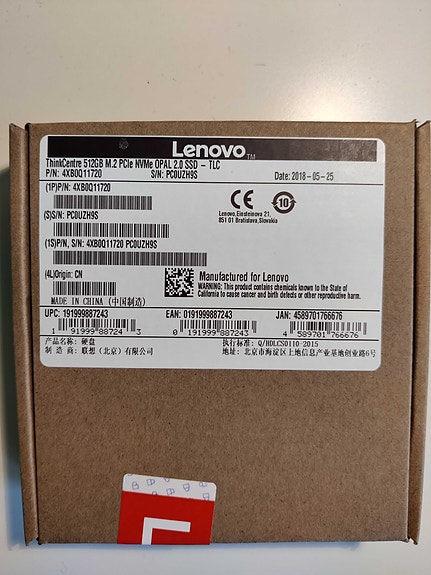 Lenovo™
ThinkCentre 512GB M.2 PCIe NVMe OPAL 2.0 SSD - TLC
P/N: 4XB0Q11720 S/N: PC0UZH9S Date: 2018-05-25
(1P)P/N: 4XB0Q11720
(S)S/N: PC0UZH9S
CE 10
Lenovo,Einsteinova 21,
851 01 Bratislava,Slovakia
(1S)P/N, S/N: 4XB0Q11720 PC0UZH9S
(4L)Origin: CN
MADE IN CHINA (中国制造)
Manufactured for Lenovo
WARNING: This product contains chemicals known to the State of
California to cause cancer and birth defects or other reproductive harm.
UPC: 191999887243 EAN: 0191999887243 JAN: 4589701766676
1 91999 88724 3 0 191999 887243 4 589701 766676
产品名称: 硬盘 执行标准: Q/HDLCS0110-2015
制 造 商: 联想 (北京) 有限公司 地址: 北京市海淀区上地信息产业基地创业路6号
L